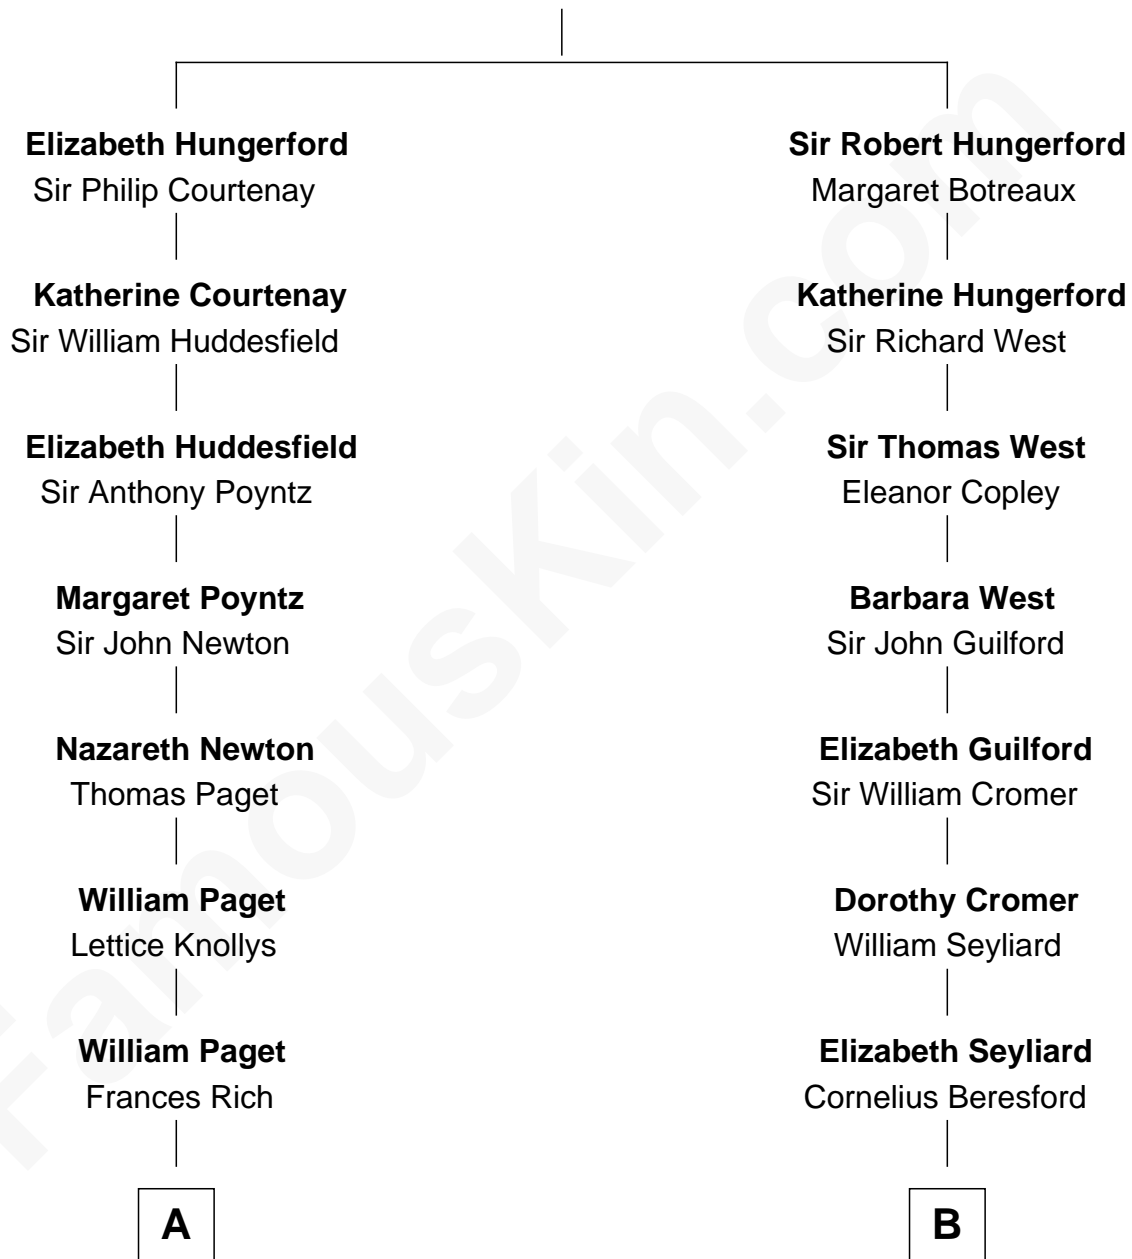 Elizabeth Hungerford
Sir Philip Courtenay
Katherine Courtenay
Sir William Huddesfield
Elizabeth Huddesfield
Sir Anthony Poyntz
Margaret Poyntz
Sir John Newton
Nazareth Newton
Thomas Paget
William Paget
Lettice Knollys
William Paget
Frances Rich
A
Sir Robert Hungerford
Margaret Botreaux
Katherine Hungerford
Sir Richard West
Sir Thomas West
Eleanor Copley
Barbara West
Sir John Guilford
Elizabeth Guilford
Sir William Cromer
Dorothy Cromer
William Seyliard
Elizabeth Seyliard
Cornelius Beresford
B
FamousKin.com